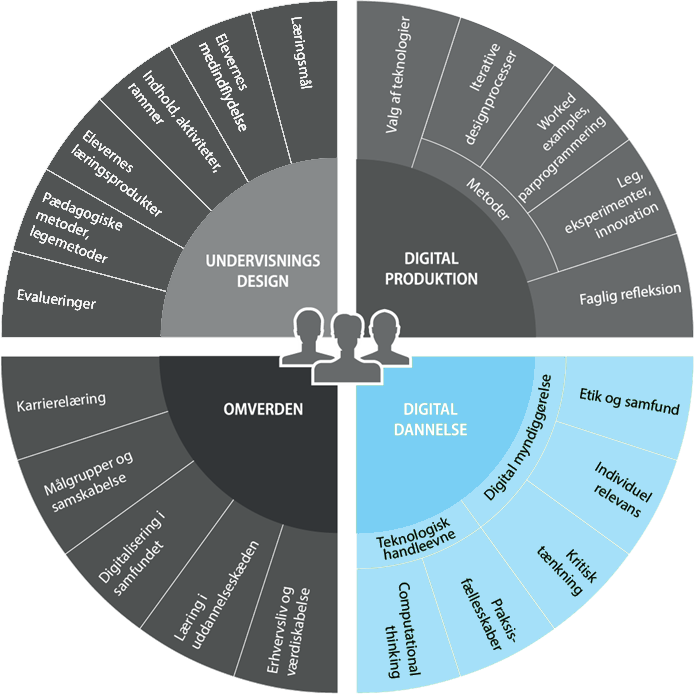 Læringsmål
Elevernes
medindflydelse
Indhold, aktiviteter,
rammer
Elevernes
læringsprodukter
Pædagogiske
metoder,
legemetoder
Evalueringer
UNDERVISNINGS
DESIGN
Valg af teknologier
Iterative
designprocesser
Worked
examples,
parprogrammering
Leg,
eksperimenter,
innovation
Faglig refleksion
Metoder
DIGITAL
PRODUKTION
Karrierelæring
Målgrupper og
samskabelse
Digitalisering i
samfundet
Læring i
uddannelseskæden
Erhvervsliv og
værdiskabelse
OMVERDEN
DIGITAL
DANNELSE
Digital myndiggørelse
Etik og samfund
Individuel
relevans
Kritisk
tænkning
Teknologisk
handleevne
Praksis-
fællesskaber
Computational
thinking